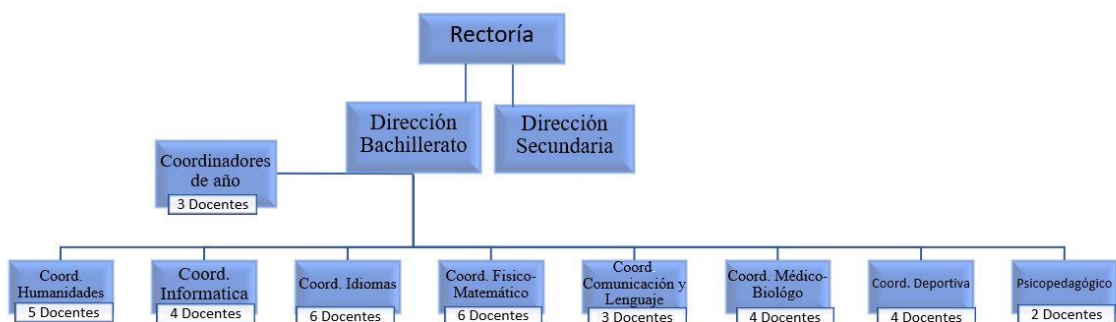 Rectoría
Dirección
Bachillerato
Dirección
Secundaria
Coordinadores
de año
3 Docentes
Coord.
Humanidades
5 Docentes
Coord.
Informatica
4 Docentes
Coord. Idiomas
6 Docentes
Coord. Fisico-
Matemático
6 Docentes
Coord
Comunicación y
Lenguaje
3 Docentes
Coord. Médico-
Biológo
4 Docentes
Coord. Deportiva
4 Docentes
Psicopedagógico
2 Docentes